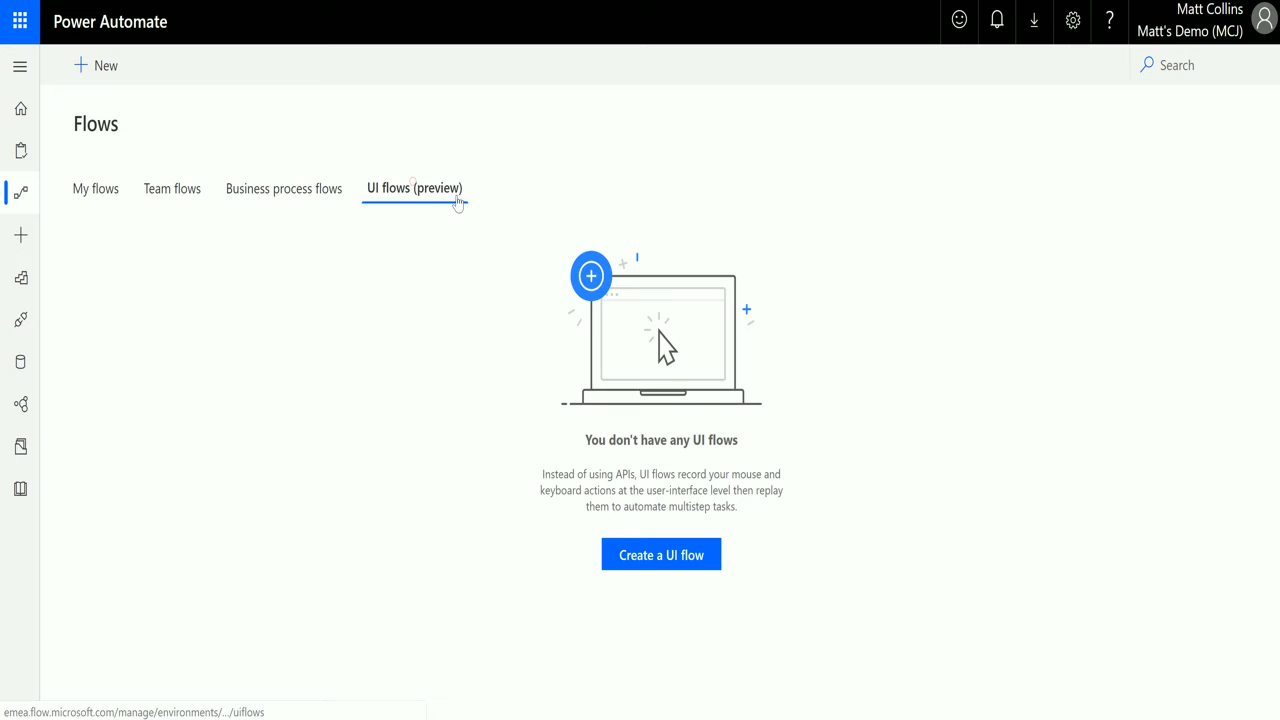 Power Automate
Matt Collins
Matt's Demo (MCJ)
New
Search
Flows
My flows
Team flows
Business process flows
UI flows (preview)
You don't have any UI flows
Instead of using APIs, UI flows record your mouse and
keyboard actions at the user-interface level then replay
them to automate multistep tasks.
Create a UI flow
emea.flow.microsoft.com/manage/environments/.../uiflows